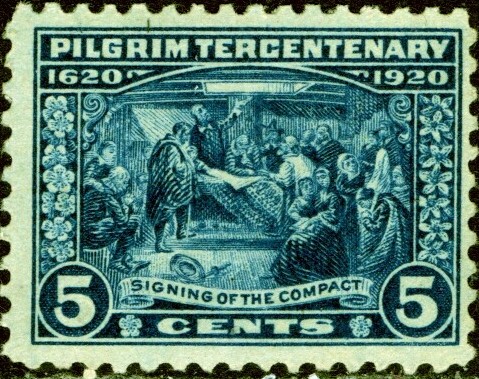 PILGRIM TERCENTENARY
1620 1920
SIGNING OF THE COMPACT
5 CENTS 5